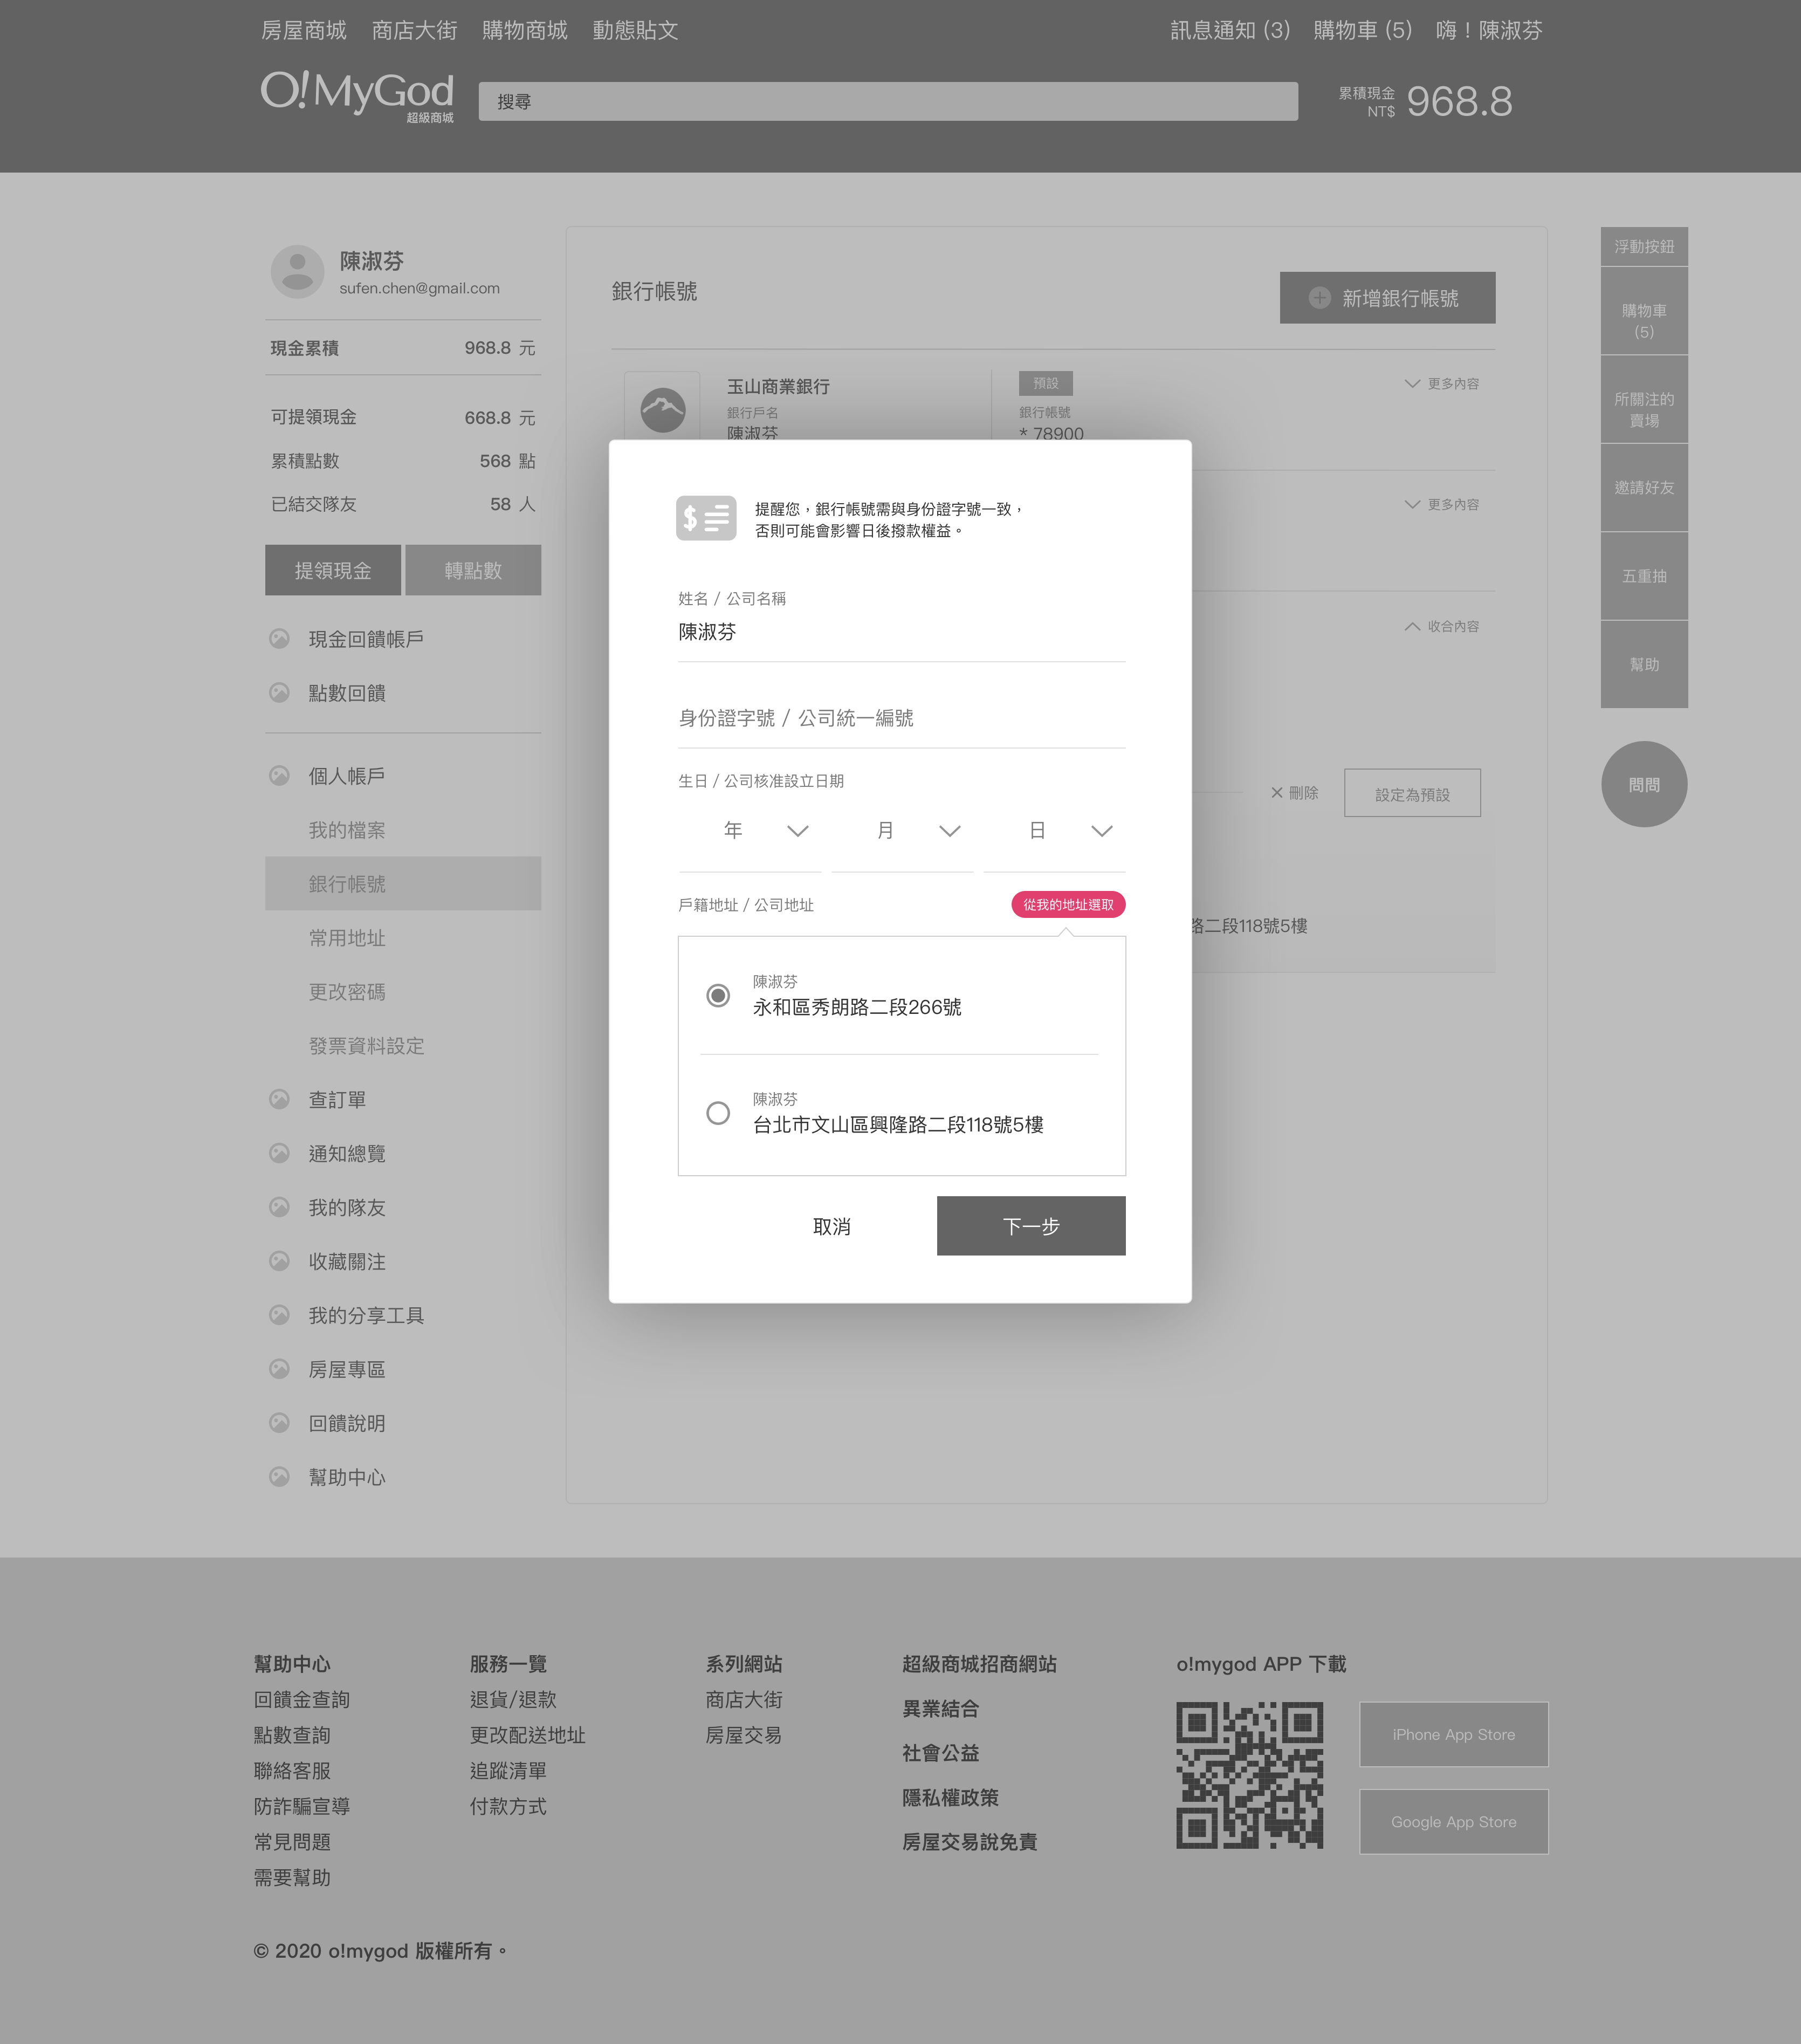 房屋商城 商店大街 購物商城 動態貼文 訊息通知 (3) 購物車 (5) 嗨！陳淑芬
O!MyGod
超級商城
搜尋
累積現金
NT$
968.8
陳淑芬
sufen.chen@gmail.com
現金累積 968.8 元
可提領現金 668.8 元
累積點數 568 點
已結交隊友 58 人
提領現金 轉點數
現金回饋帳戶
點數回饋
個人帳戶
我的檔案
銀行帳號
常用地址
更改密碼
發票資料設定
查訂單
通知總覽
我的隊友
收藏關注
我的分享工具
房屋專區
回饋說明
幫助中心
銀行帳號
新增銀行帳號
玉山商業銀行
銀行戶名
陳淑芬
預設
銀行帳號
* 78900
更多內容
更多內容
收合內容
刪除
設定為預設
路二段118號5樓
提醒您，銀行帳號需與身份證字號一致，
否則可能會影響日後撥款權益。
姓名 / 公司名稱
陳淑芬
身份證字號 / 公司統一編號
生日 / 公司核准設立日期
年 月 日
戶籍地址 / 公司地址
從我的地址選取
陳淑芬
永和區秀朗路二段266號
陳淑芬
台北市文山區興隆路二段118號5樓
取消
下一步
浮動按鈕
購物車
(5)
所關注的
賣場
邀請好友
五重抽
幫助
問問
幫助中心
回饋金查詢
點數查詢
聯絡客服
防詐騙宣導
常見問題
需要幫助
服務一覽
退貨/退款
更改配送地址
追蹤清單
付款方式
系列網站
商店大街
房屋交易
超級商城招商網站
異業結合
社會公益
隱私權政策
房屋交易說免責
o!mygod APP 下載
iPhone App Store
Google App Store
© 2020 o!mygod 版權所有。